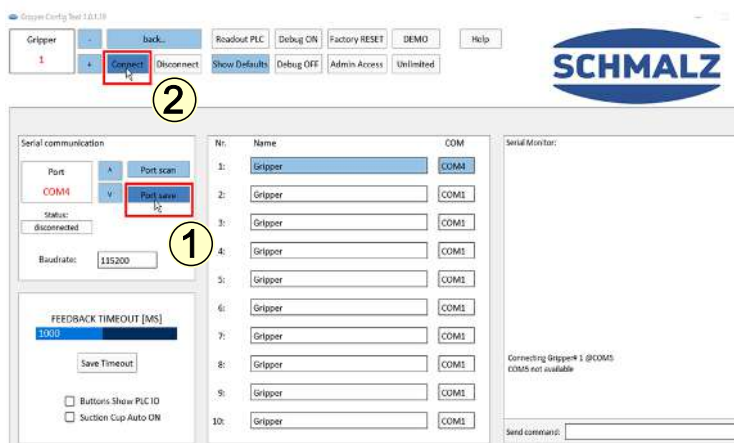 Gripper Config Tool 1.0.1.19
Gripper - back.. Readout PLC Debug ON Factory RESET DEMO Help
1 + Connect Disconnect Show Defaults Debug OFF Admin Access Unlimited
SCHMALZ
2
Serial communication Nr. Name COM Serial Monitor:
Port ʌ Port scan 1: Gripper COM4
COM4 v Port save 2: Gripper COM1
Status:
disconnected
1
3: Gripper COM1
4: Gripper COM1
Baudrate: 115200
5: Gripper COM1
6: Gripper COM1
FEEDBACK TIMEOUT [MS]
1000
7: Gripper COM1
Save Timeout
8: Gripper COM1
Connecting Gripper# 1 @COM5
COM5 not available
9: Gripper COM1
Buttons Show PLC IO
Suction Cup Auto ON
10: Gripper COM1
Send command: